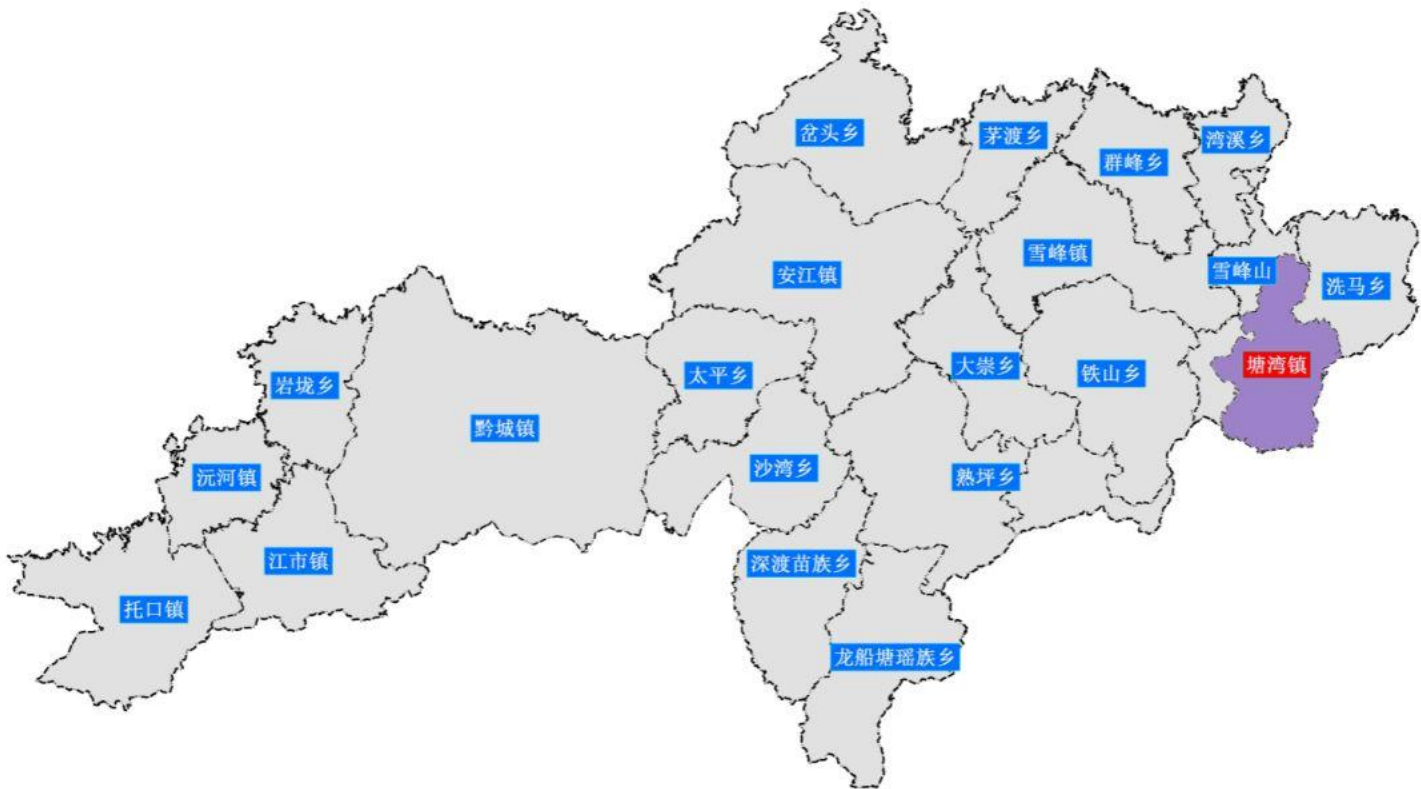 岔头乡
茅渡乡
群峰乡
湾溪乡
安江镇
雪峰镇
雪峰山
洗马乡
岩垅乡
太平乡
大崇乡
铁山乡
塘湾镇
黔城镇
沅河镇
沙湾乡
熟坪乡
江市镇
深渡苗族乡
托口镇
龙船塘瑶族乡